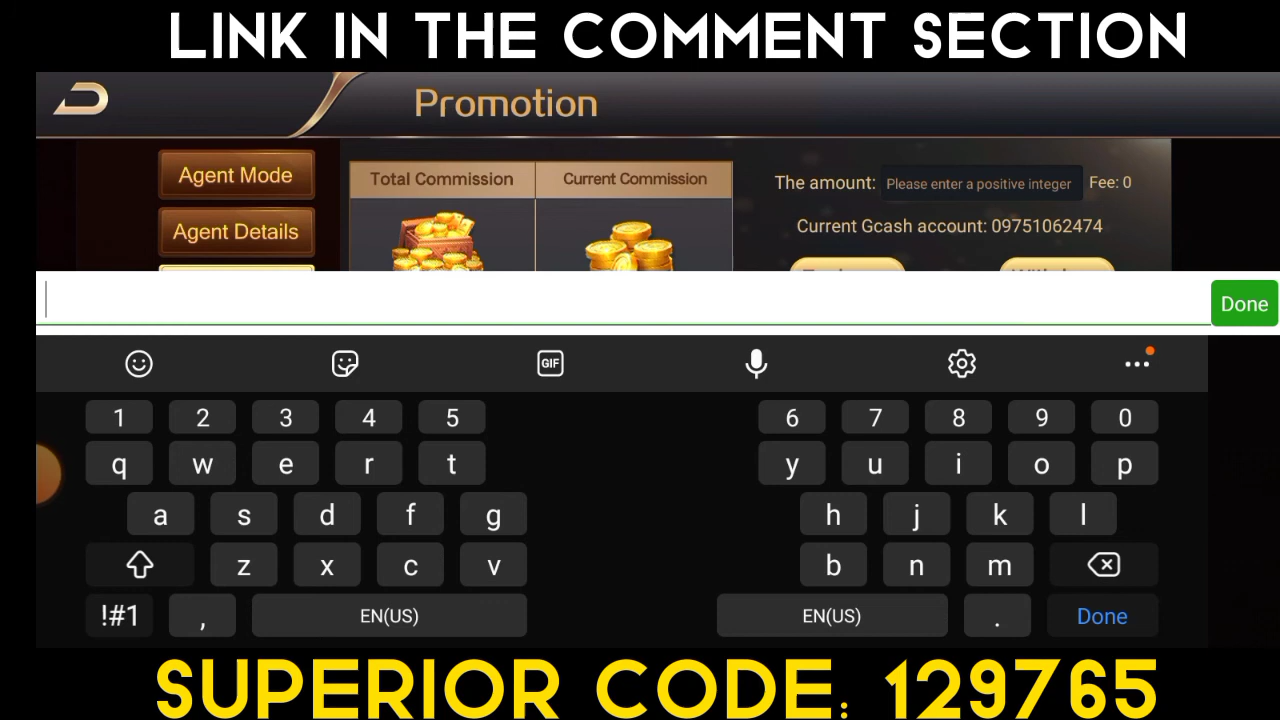 LINK IN THE COMMENT SECTION
Promotion
Agent Mode
Total Commission Current Commission
The amount: Please enter a positive integer Fee: 0
Agent Details
Current Gcash account: 09751062474
Done
GIF
1 2 3 4 5 6 7 8 9 0
q w e r t y u i o p
a s d f g h j k l
z x c v b n m
!#1 , EN(US) EN(US) . Done
SUPERIOR CODE: 129765